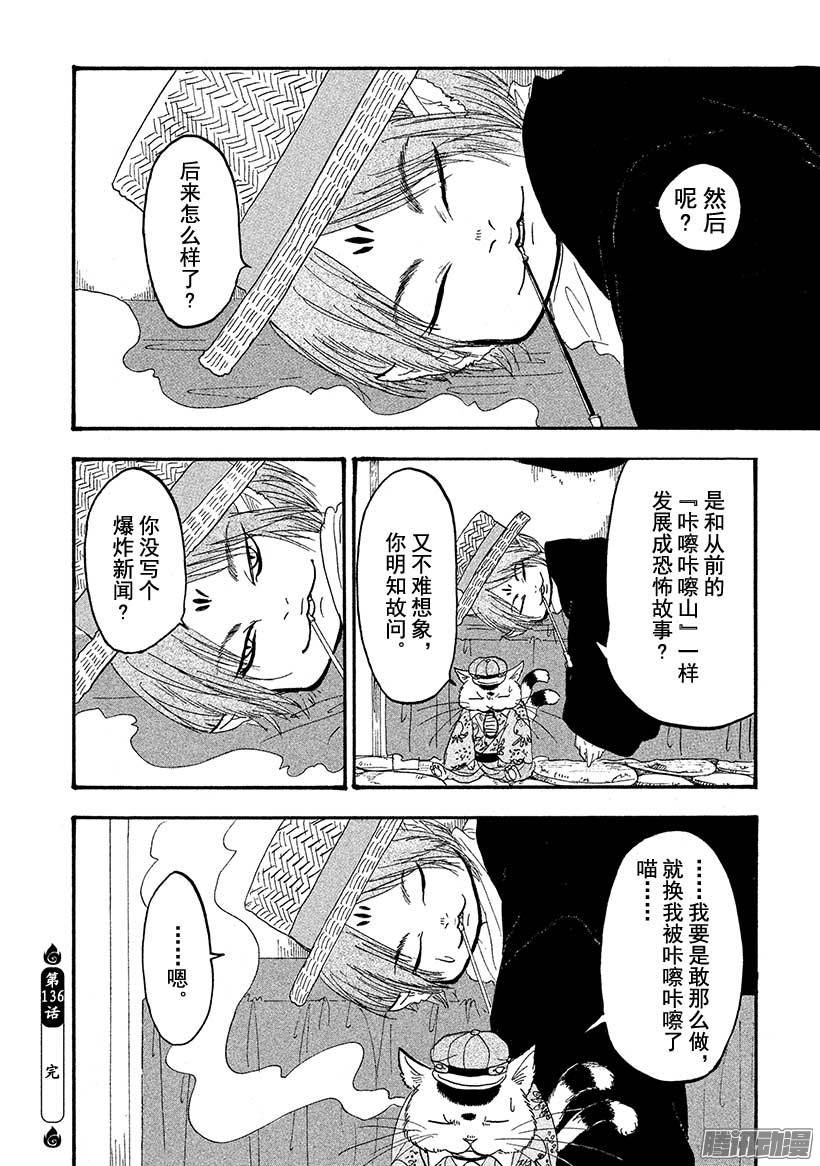 然后
呢？
后来怎么样了？
是和从前的
『咔嚓咔嚓山』一样
发展成恐怖故事？
又不难想象，
你明知故问。
你没写个
爆炸新闻？
……我要是敢那么做，
就换我被咔嚓咔嚓了
喵……
……嗯。
第136话
完
腾讯动漫